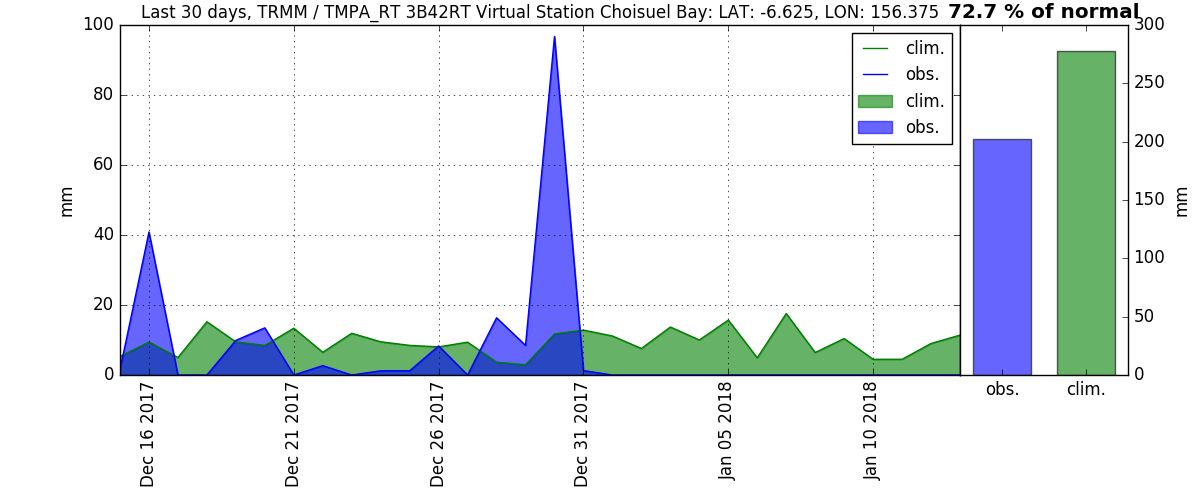 Last 30 days, TRMM / TMPA_RT 3B42RT Virtual Station Choisuel Bay: LAT: -6.625, LON: 156.375 72.7 % of normal
100
80
60
40
20
0
mm
clim.
obs.
clim.
obs.
300
250
200
150
100
50
0
mm
Dec 16 2017
Dec 21 2017
Dec 26 2017
Dec 31 2017
Jan 05 2018
Jan 10 2018
obs. clim.